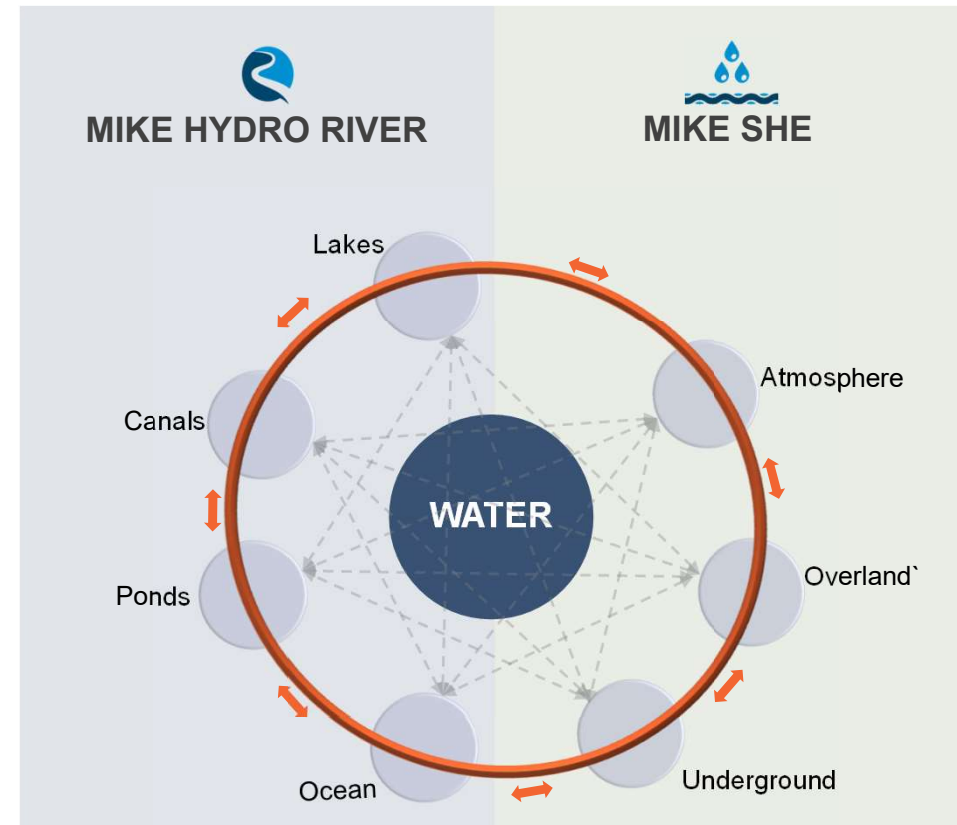 MIKE HYDRO RIVER
MIKE SHE
Lakes
Atmosphere
Canals
WATER
Overland`
Ponds
Underground
Ocean